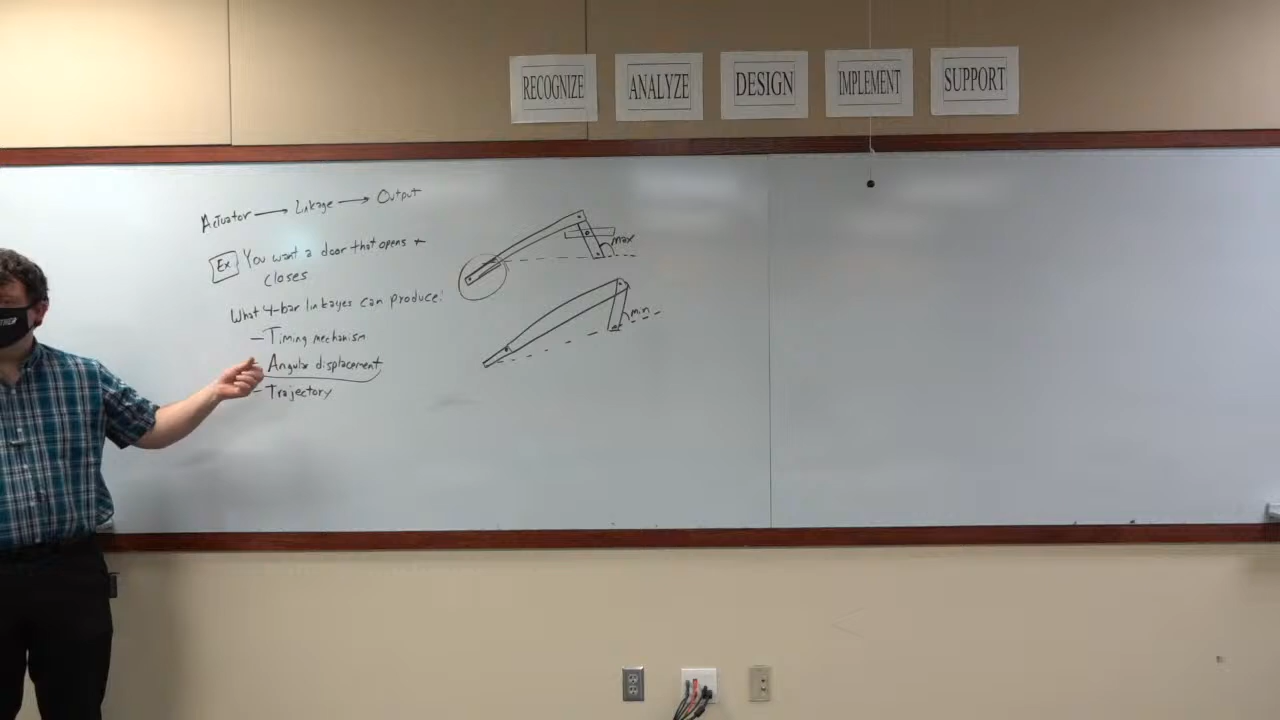 RECOGNIZE ANALYZE DESIGN IMPLEMENT SUPPORT
Actuator → Linkage → Output
Ex You want a door that opens +
closes
What 4-bar linkages can produce:
- Timing mechanism
- Angular displacement
- Trajectory
max
min